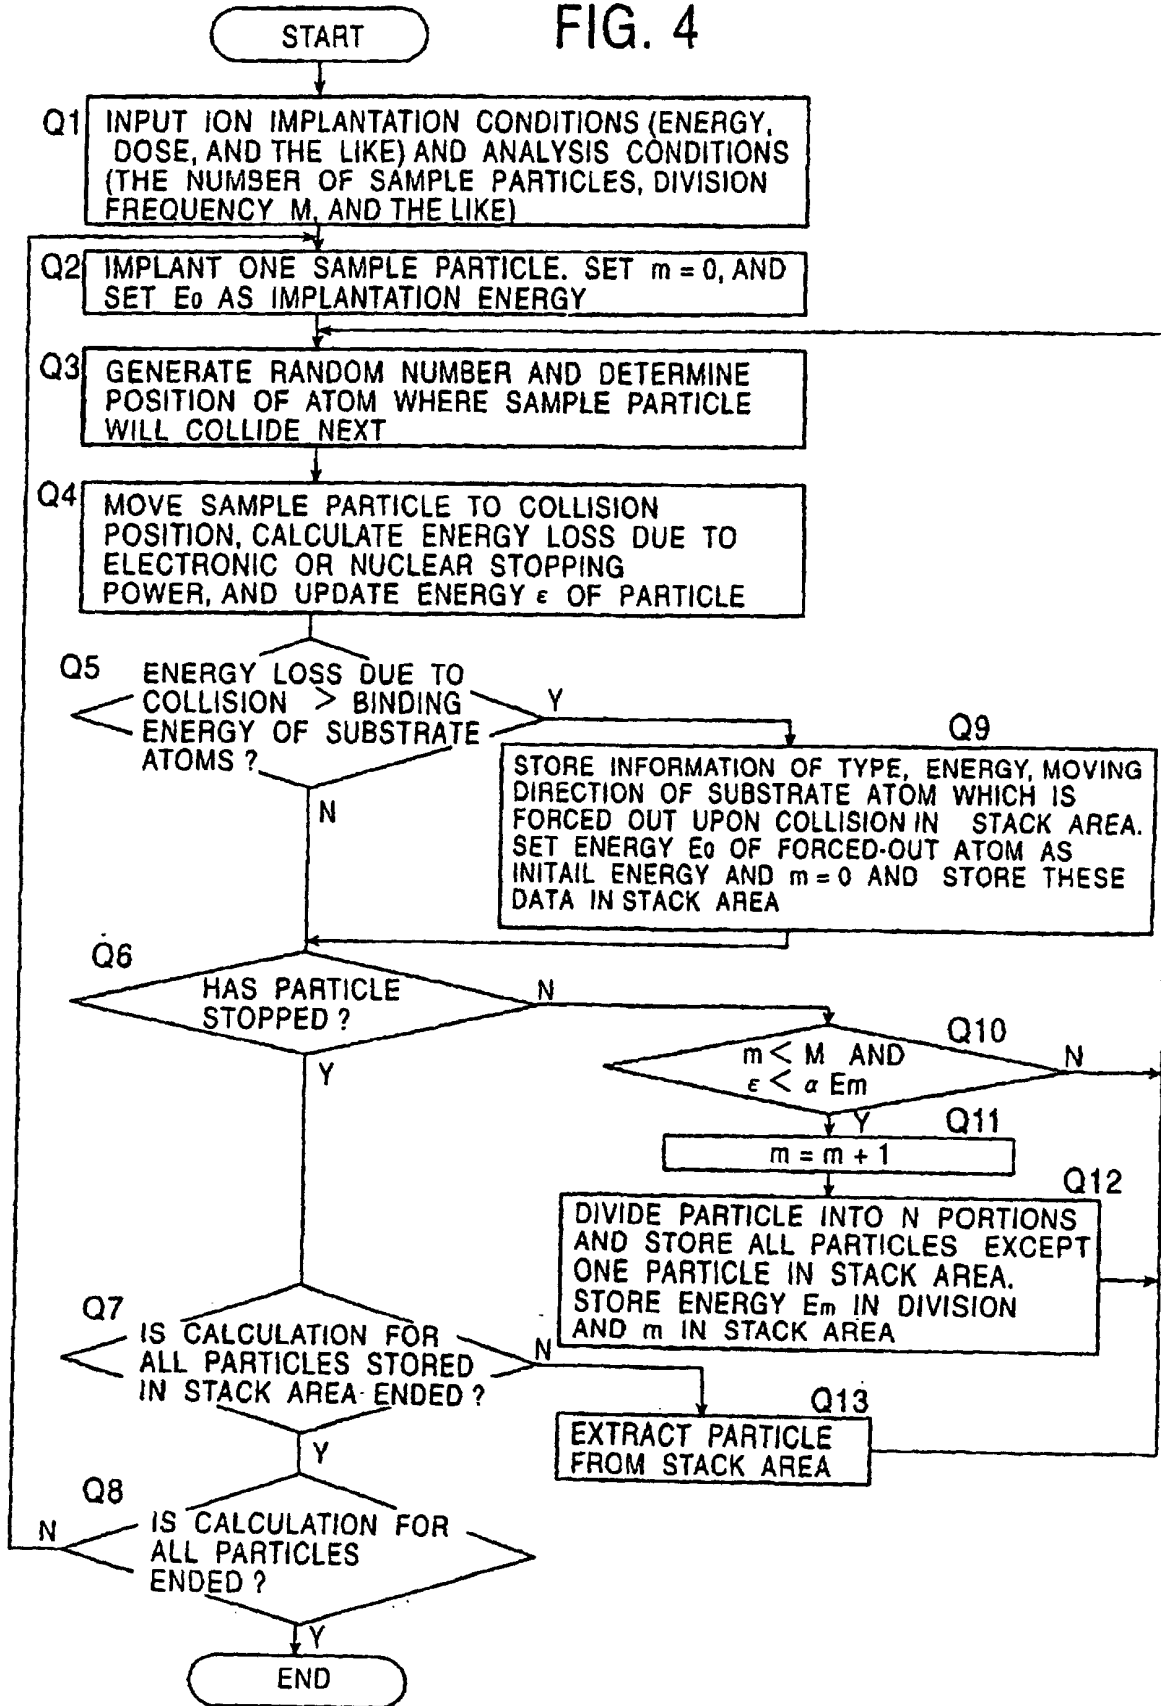 FIG. 4
START
Q1
INPUT ION IMPLANTATION CONDITIONS (ENERGY,
DOSE, AND THE LIKE) AND ANALYSIS CONDITIONS
(THE NUMBER OF SAMPLE PARTICLES, DIVISION
FREQUENCY M, AND THE LIKE)
Q2
IMPLANT ONE SAMPLE PARTICLE. SET m = 0, AND
SET E0 AS IMPLANTATION ENERGY
Q3
GENERATE RANDOM NUMBER AND DETERMINE
POSITION OF ATOM WHERE SAMPLE PARTICLE
WILL COLLIDE NEXT
Q4
MOVE SAMPLE PARTICLE TO COLLISION
POSITION, CALCULATE ENERGY LOSS DUE TO
ELECTRONIC OR NUCLEAR STOPPING
POWER, AND UPDATE ENERGY ε OF PARTICLE
Q5
ENERGY LOSS DUE TO
COLLISION > BINDING
ENERGY OF SUBSTRATE
ATOMS ?
Y
N
Q9
STORE INFORMATION OF TYPE, ENERGY, MOVING
DIRECTION OF SUBSTRATE ATOM WHICH IS
FORCED OUT UPON COLLISION IN STACK AREA.
SET ENERGY E0 OF FORCED-OUT ATOM AS
INITAIL ENERGY AND m = 0 AND STORE THESE
DATA IN STACK AREA
Q6
HAS PARTICLE
STOPPED ?
N
Y
Q10
m < M AND
ε < α Em
N
Y
Q11
m = m + 1
Q12
DIVIDE PARTICLE INTO N PORTIONS
AND STORE ALL PARTICLES EXCEPT
ONE PARTICLE IN STACK AREA.
STORE ENERGY Em IN DIVISION
AND m IN STACK AREA
Q7
IS CALCULATION FOR
ALL PARTICLES STORED
IN STACK AREA ENDED ?
N
Y
Q13
EXTRACT PARTICLE
FROM STACK AREA
Q8
IS CALCULATION FOR
ALL PARTICLES
ENDED ?
N
Y
END